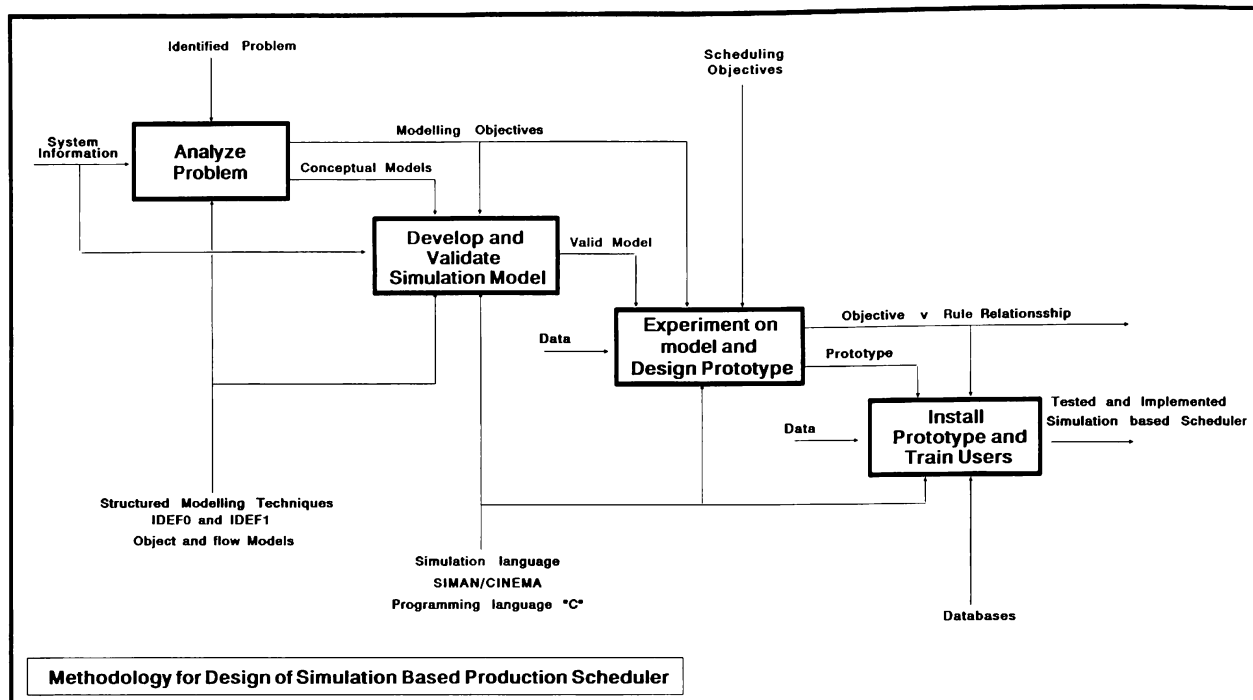 Identified Problem
Scheduling
Objectives
System
Information
Analyze
Problem
Modelling Objectives
Conceptual Models
Develop and
Validate
Simulation Model
Valid Model
Data
Experiment on
model and
Design Prototype
Objective v Rule Relationsship
Prototype
Data
Install
Prototype and
Train Users
Tested and Implemented
Simulation based Scheduler
Structured Modelling Techniques
IDEF0 and IDEF1
Object and flow Models
Simulation language
SIMAN/CINEMA
Programming language "C"
Databases
Methodology for Design of Simulation Based Production Scheduler